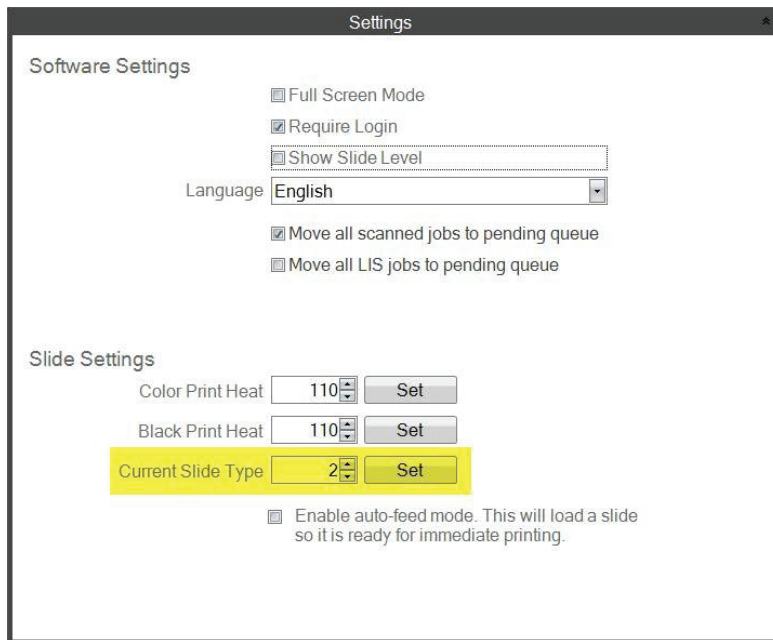 Settings
Software Settings
Full Screen Mode
Require Login
Show Slide Level
Language English
Move all scanned jobs to pending queue
Move all LIS jobs to pending queue
Slide Settings
Color Print Heat 110 Set
Black Print Heat 110 Set
Current Slide Type 2 Set
Enable auto-feed mode. This will load a slide
so it is ready for immediate printing.